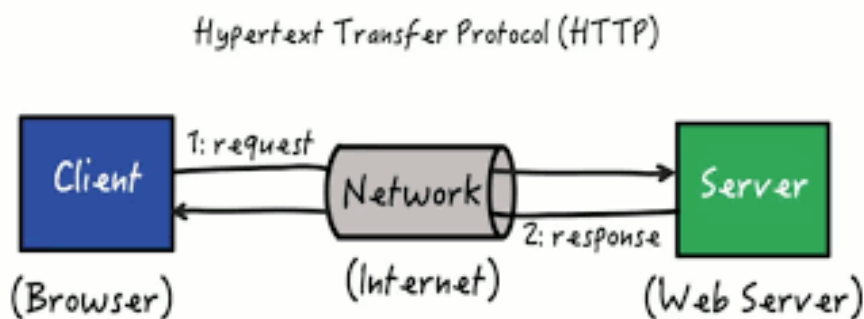 Hypertext Transfer Protocol (HTTP)
1: request
Client
Network
Server
2: response
(Browser)
(Internet)
(Web Server)